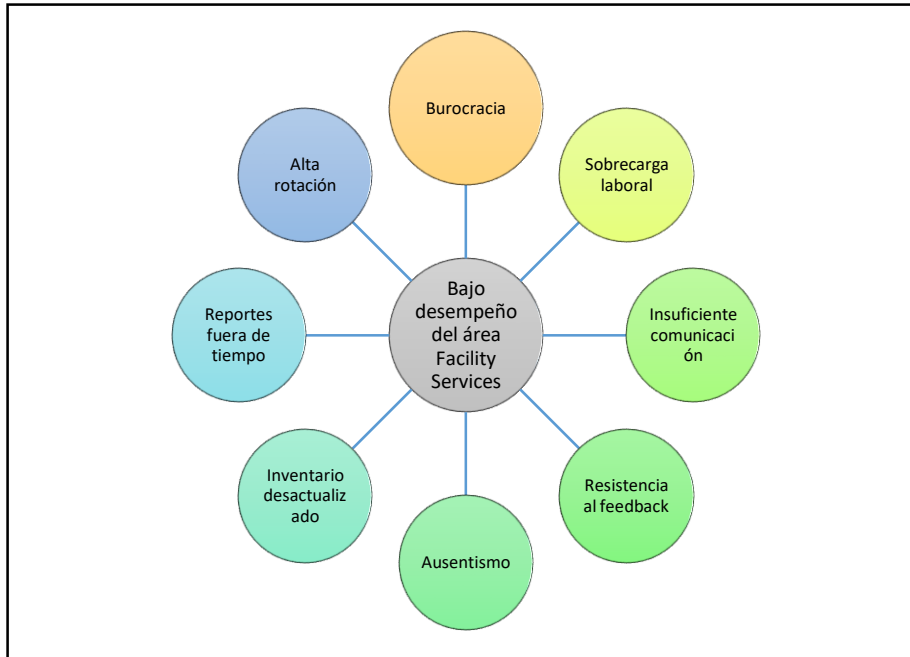 Burocracia
Alta
rotación
Sobrecarga
laboral
Reportes
fuera de
tiempo
Bajo
desempeño
del área
Facility
Services
Insuficiente
comunicaci
ón
Inventario
desactualiz
ado
Resistencia
al feedback
Ausentismo